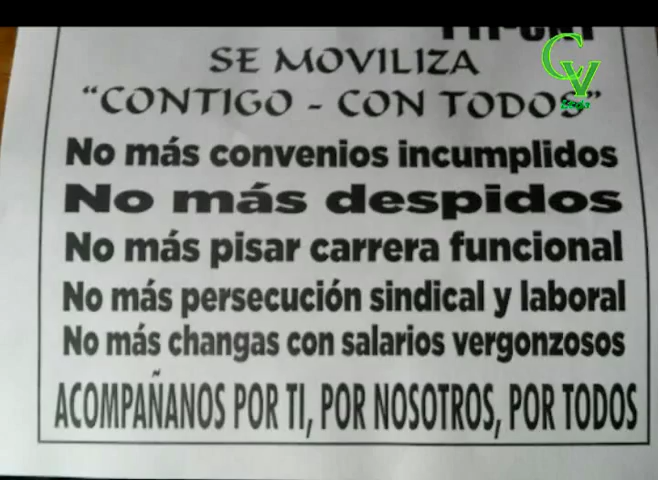 SE MOVILIZA
"CONTIGO - CON TODOS"
No más convenios incumplidos
No más despidos
No más pisar carrera funcional
No más persecución sindical y laboral
No más changas con salarios vergonzosos
ACOMPAÑANOS POR TI, POR NOSOTROS, POR TODOS
CV